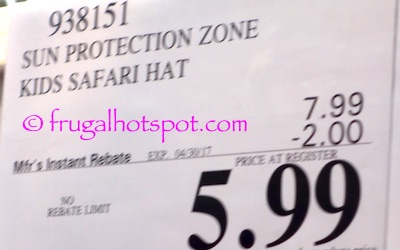 938151
SUN PROTECTION ZONE
KIDS SAFARI HAT
7.99
© frugalhotspot.com
-2.00
Mfr's Instant Rebate EXP. 04/30/17
PRICE AT REGISTER
NO
REBATE LIMIT
5.99